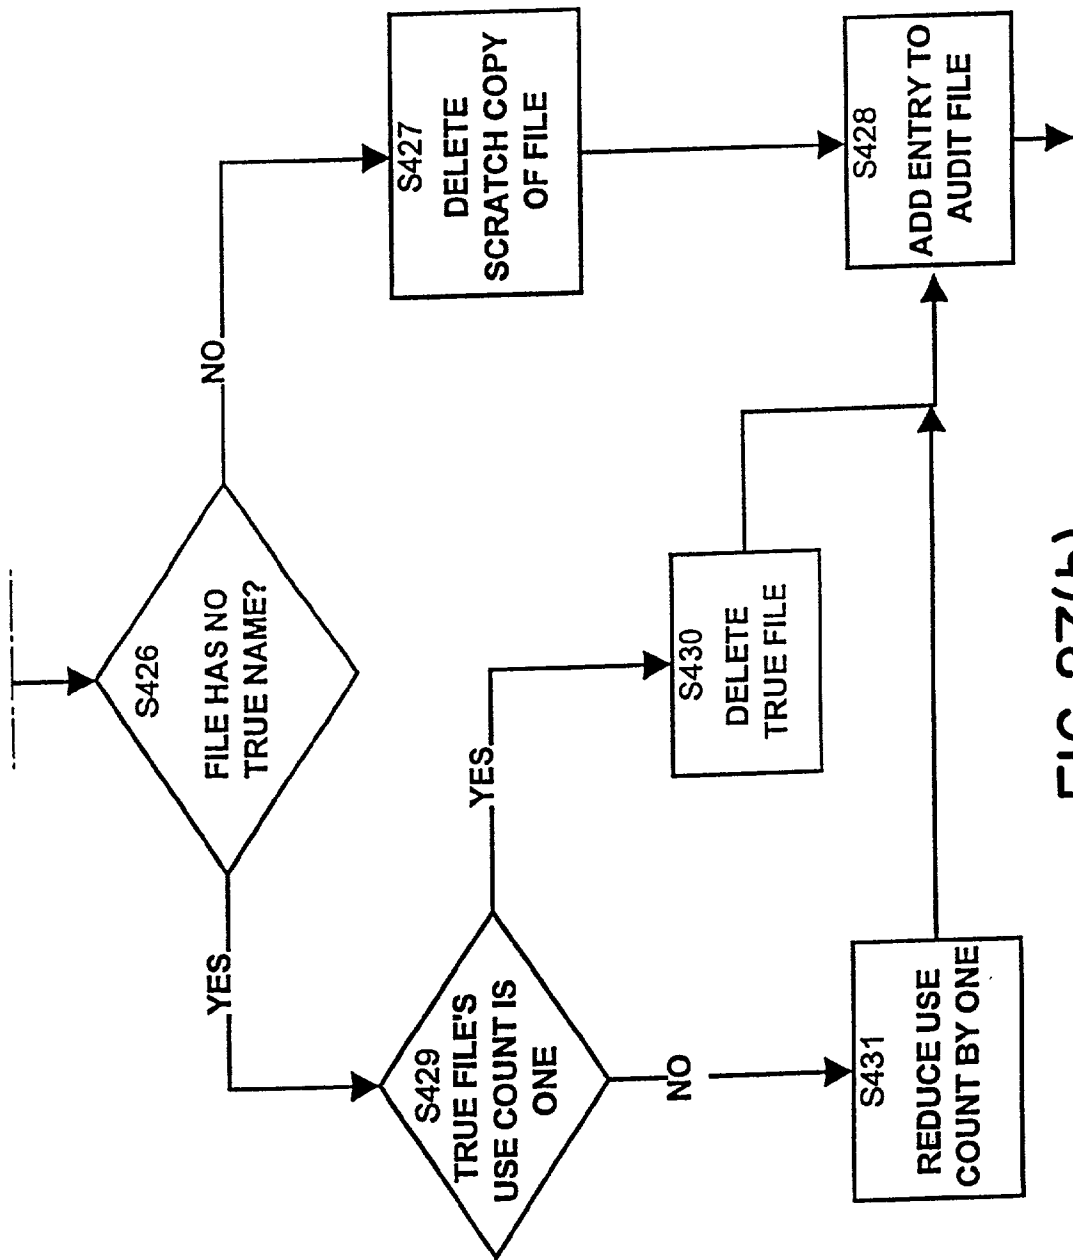 S426
FILE HAS NO
TRUE NAME?
YES
NO
S429
TRUE FILE'S
USE COUNT IS
ONE
YES
NO
S427
DELETE
SCRATCH COPY
OF FILE
S430
DELETE
TRUE FILE
S431
REDUCE USE
COUNT BY ONE
S428
ADD ENTRY TO
AUDIT FILE